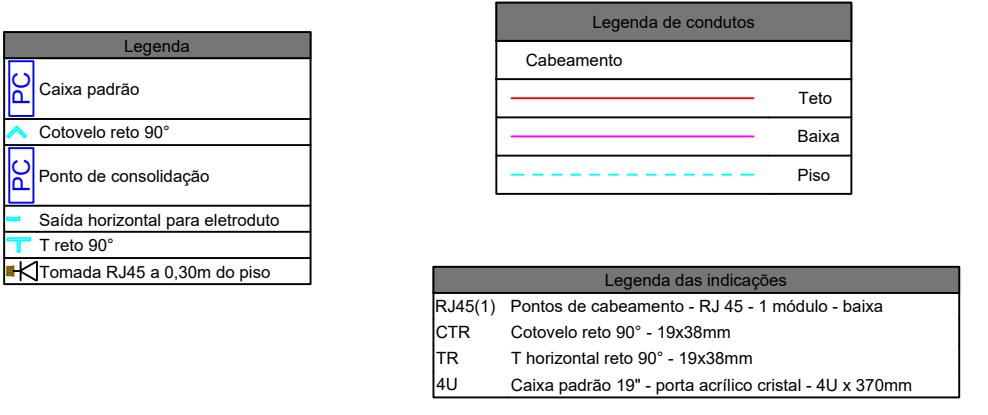 Legenda
PC Caixa padrão
Cotovelo reto 90°
PC Ponto de consolidação
Saída horizontal para eletroduto
T reto 90°
Tomada RJ45 a 0,30m do piso
Legenda de condutos
Cabeamento
Teto
Baixa
Piso
Legenda das indicações
RJ45(1) Pontos de cabeamento - RJ 45 - 1 módulo - baixa
CTR Cotovelo reto 90° - 19x38mm
TR T horizontal reto 90° - 19x38mm
4U Caixa padrão 19" - porta acrílico cristal - 4U x 370mm